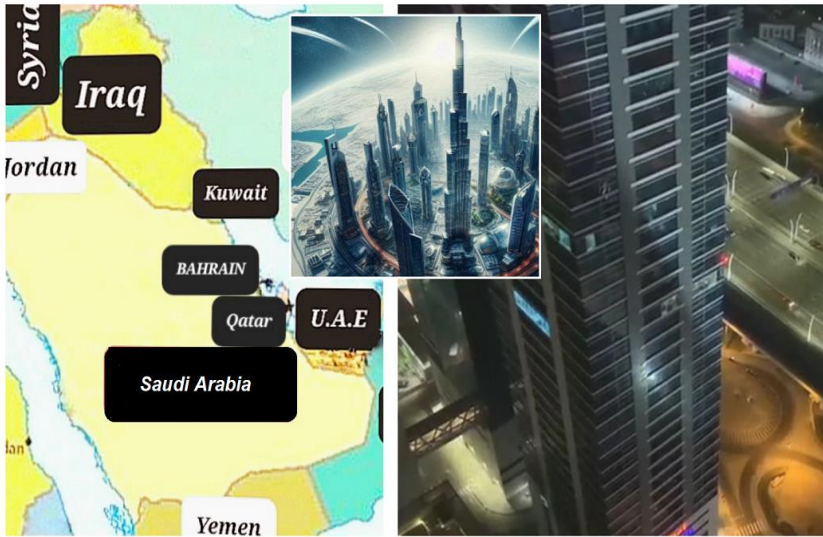 Syria
Iraq
Jordan
Kuwait
BAHRAIN
Qatar
U.A.E
Saudi Arabia
Yemen